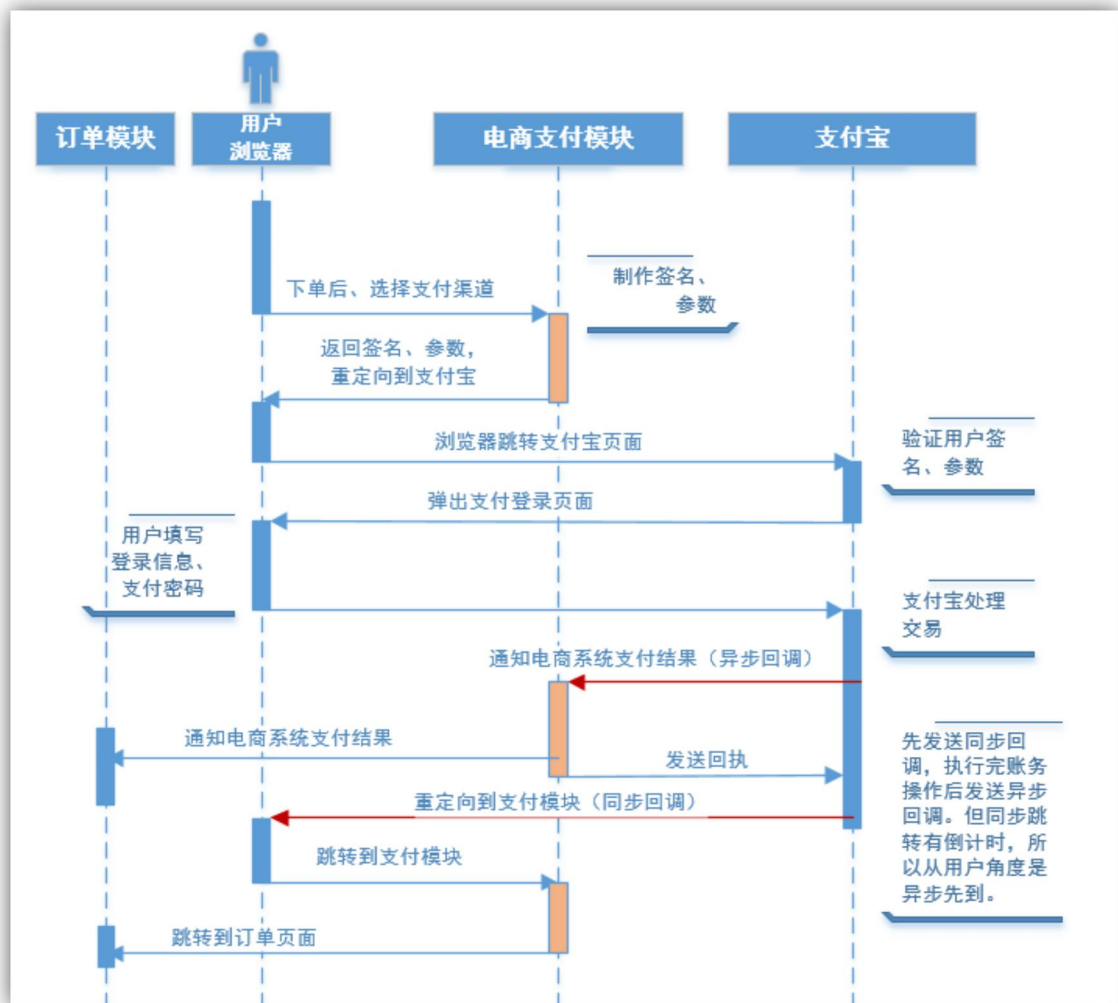 订单模块
用户
浏览器
电商支付模块
支付宝
制作签名、
参数
下单后、选择支付渠道
返回签名、参数，
重定向到支付宝
浏览器跳转支付宝页面
验证用户签
名、参数
弹出支付登录页面
用户填写
登录信息、
支付密码
支付宝处理
交易
通知电商系统支付结果（异步回调）
通知电商系统支付结果
发送回执
先发送同步回
调，执行完账务
操作后发送异步
回调。但同步跳
转有倒计时，所
以从用户角度是
异步先到。
重定向到支付模块（同步回调）
跳转到支付模块
跳转到订单页面